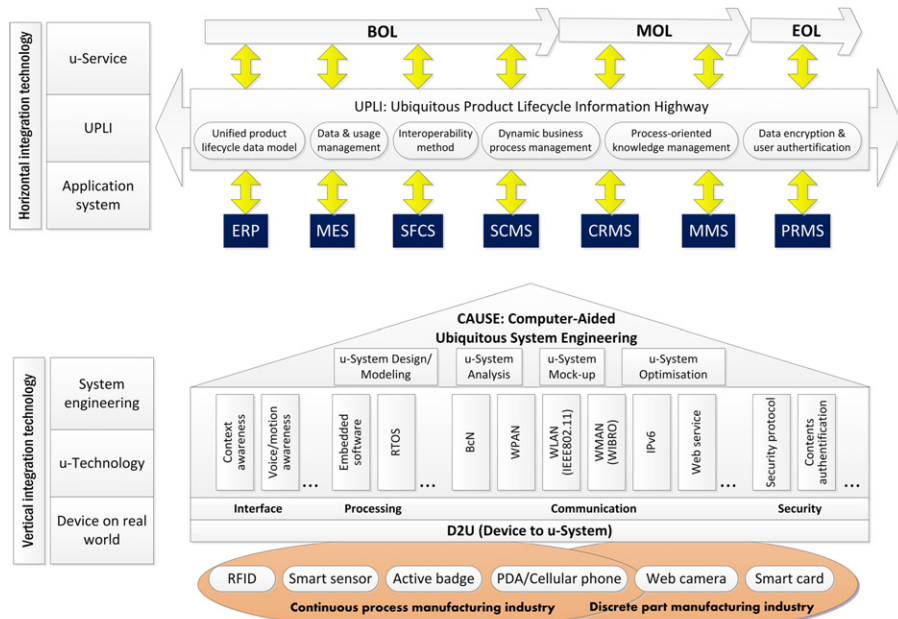 Horizontal integration technology
u-Service
UPLI
Application
system
BOL
MOL
EOL
UPLI: Ubiquitous Product Lifecycle Information Highway
Unified product
lifecycle data model
Data & usage
management
Interoperability
method
Dynamic business
process management
Process-oriented
knowledge management
Data encryption &
user authertification
ERP
MES
SFCS
SCMS
CRMS
MMS
PRMS
Vertical integration technology
System
engineering
u-Technology
Device on real
world
CAUSE: Computer-Aided
Ubiquitous System Engineering
u-System Design/
Modeling
u-System
Analysis
u-System
Mock-up
u-System
Optimisation
Context
awareness
Voice/motion
awareness
...
Embedded
software
RTOS
...
BcN
WPAN
WLAN
(IEEE802.11)
WMAN
(WIBRO)
IPv6
Web service
...
Security protocol
Contents
authentification
...
Interface
Processing
Communication
Security
D2U (Device to u-System)
RFID
Smart sensor
Active badge
PDA/Cellular phone
Web camera
Smart card
Continuous process manufacturing industry
Discrete part manufacturing industry